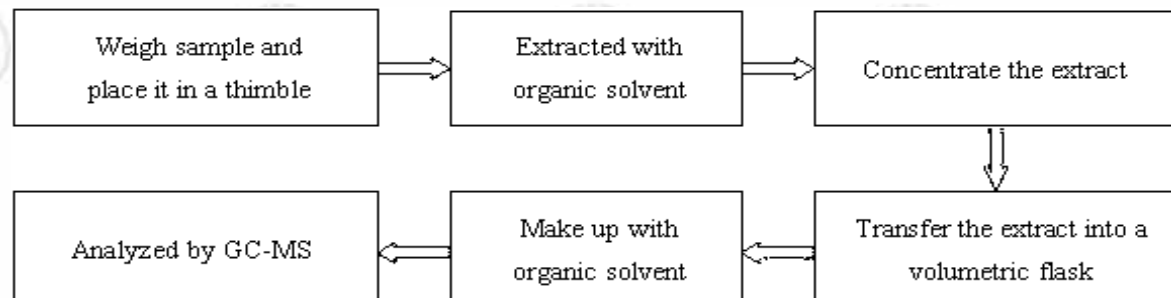 Weigh sample and
place it in a thimble
Extracted with
organic solvent
Concentrate the extract
Transfer the extract into a
volumetric flask
Make up with
organic solvent
Analyzed by GC-MS